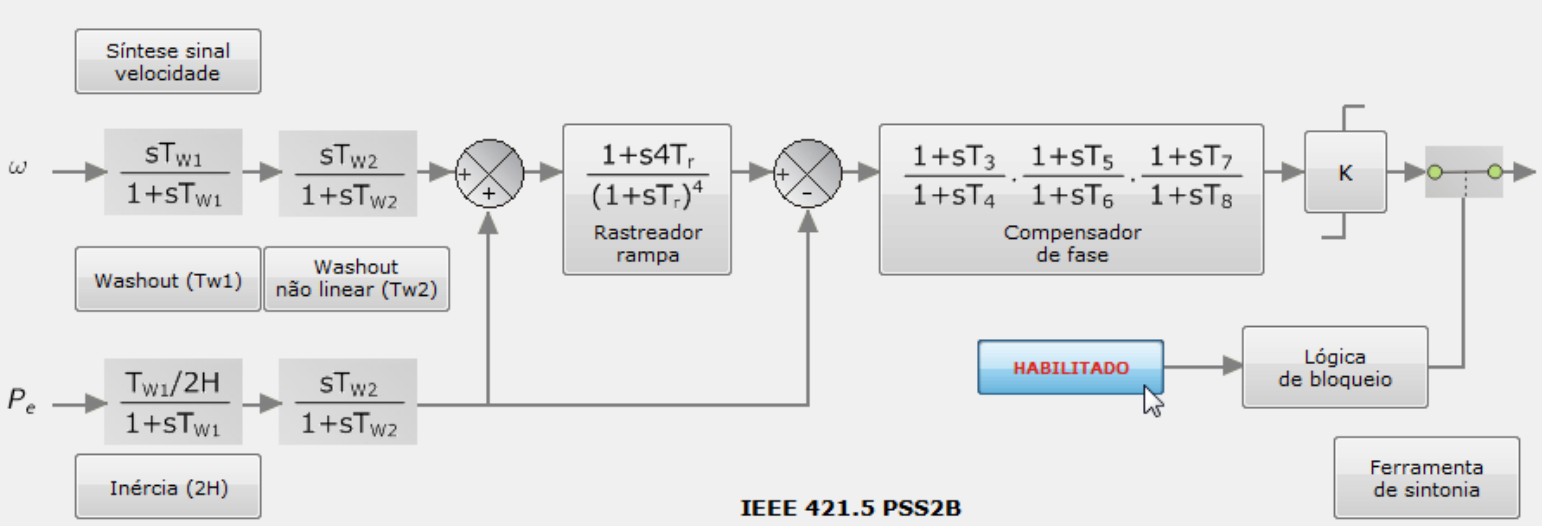 Síntese sinal
velocidade
ω
sT_W1
1+sT_W1
sT_W2
1+sT_W2
+
+
1+s4T_r
(1+sT_r)^4
Rastreador
rampa
+
-
1+sT_3 . 1+sT_5 . 1+sT_7
1+sT_4 1+sT_6 1+sT_8
Compensador
de fase
K
Washout (Tw1)
Washout
não linear (Tw2)
P_e
T_W1/2H
1+sT_W1
sT_W2
1+sT_W2
HABILITADO
Lógica
de bloqueio
Inércia (2H)
Ferramenta
de sintonia
IEEE 421.5 PSS2B